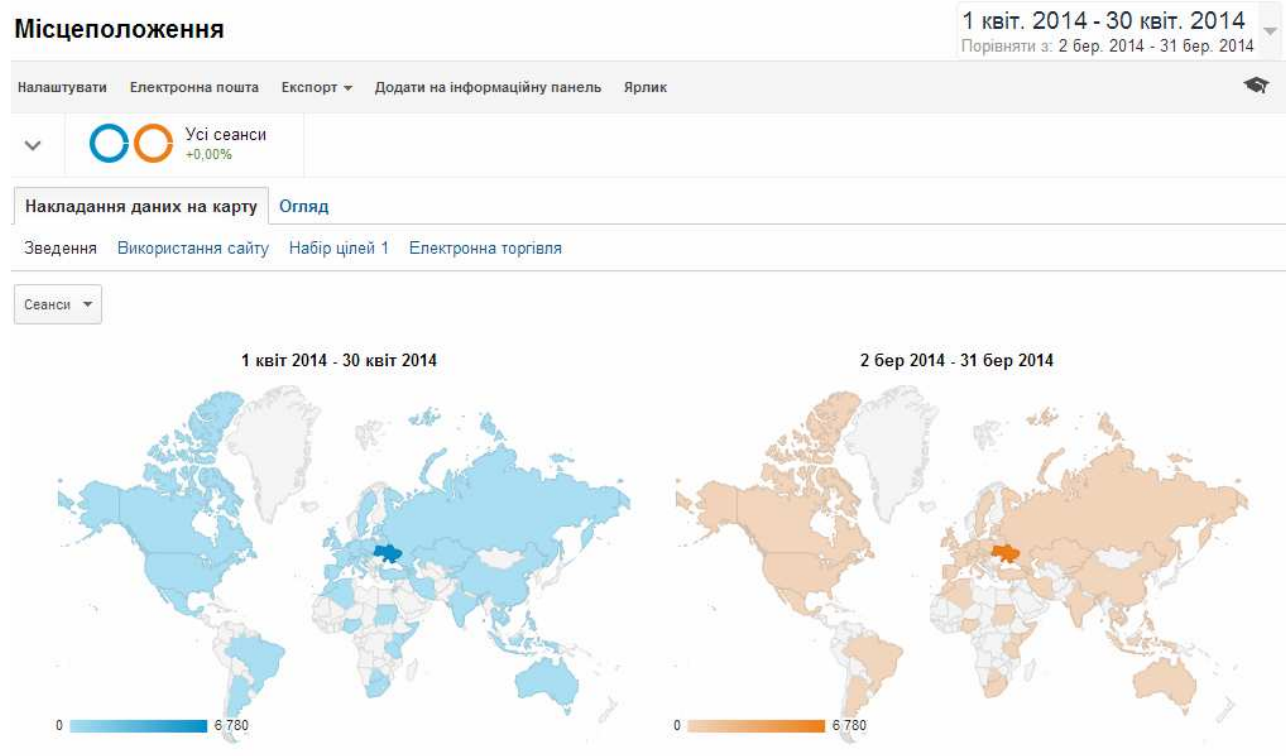 Місцеположення
1 квіт. 2014 - 30 квіт. 2014
Порівняти з: 2 бер. 2014 - 31 бер. 2014
Налаштувати Електронна пошта Експорт Додати на інформаційну панель Ярлик
Усі сеанси
+0,00%
Накладання даних на карту Огляд
Зведення Використання сайту Набір цілей 1 Електронна торгівля
Сеанси
1 квіт 2014 - 30 квіт 2014 2 бер 2014 - 31 бер 2014
0 6 780 0 6 780